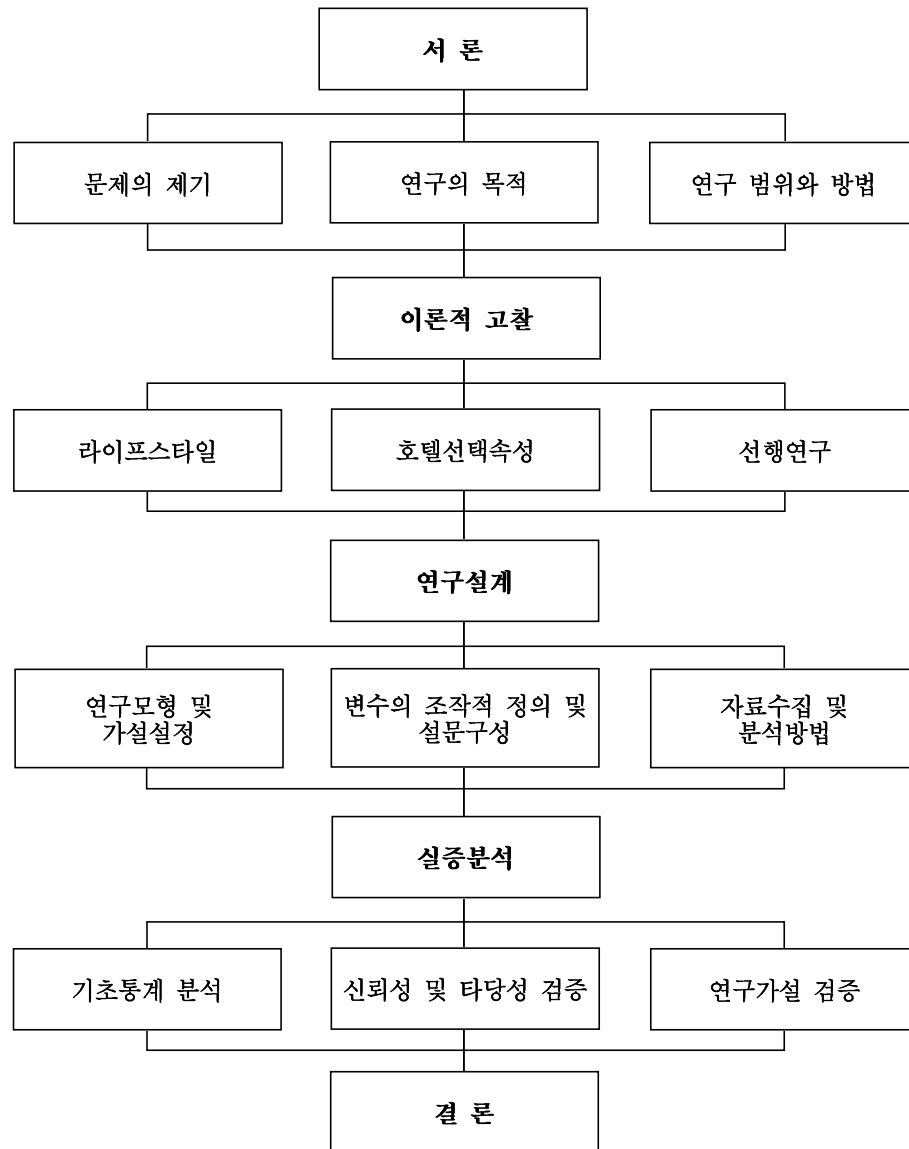 서 론
문제의 제기
연구의 목적
연구 범위와 방법
이론적 고찰
라이프스타일
호텔선택속성
선행연구
연구설계
연구모형 및
가설설정
변수의 조작적 정의 및
설문구성
자료수집 및
분석방법
실증분석
기초통계 분석
신뢰성 및 타당성 검증
연구가설 검증
결 론